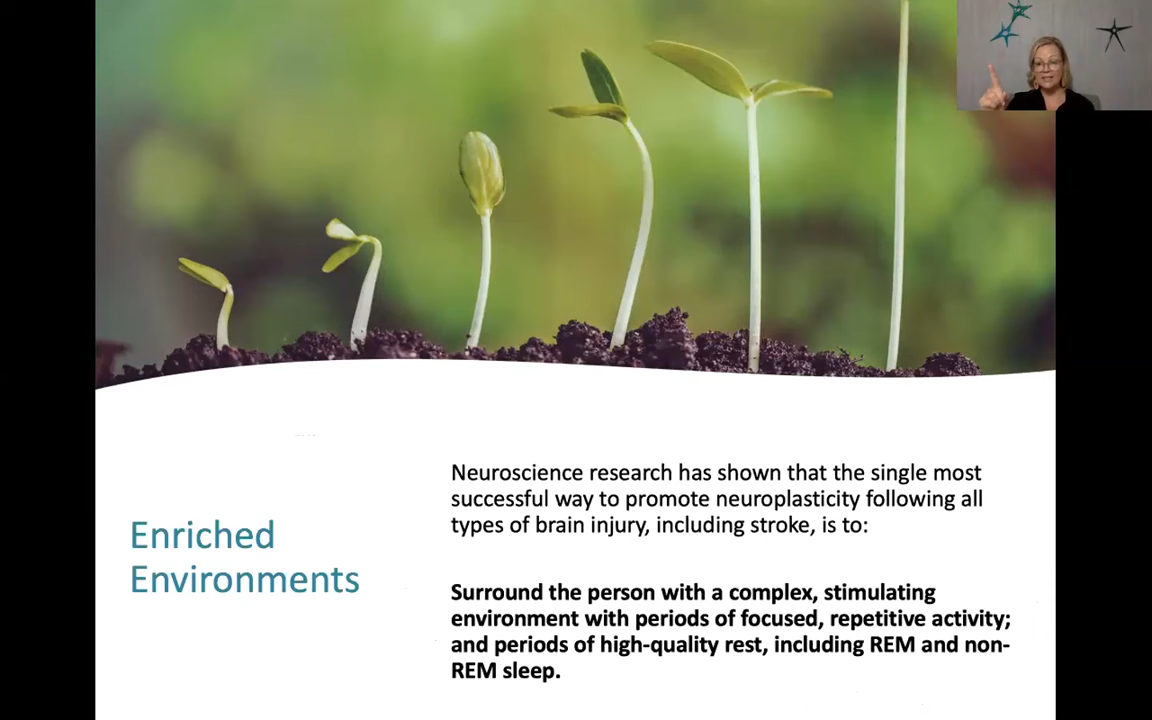 Enriched
Environments
Neuroscience research has shown that the single most
successful way to promote neuroplasticity following all
types of brain injury, including stroke, is to:
Surround the person with a complex, stimulating
environment with periods of focused, repetitive activity;
and periods of high-quality rest, including REM and non-
REM sleep.